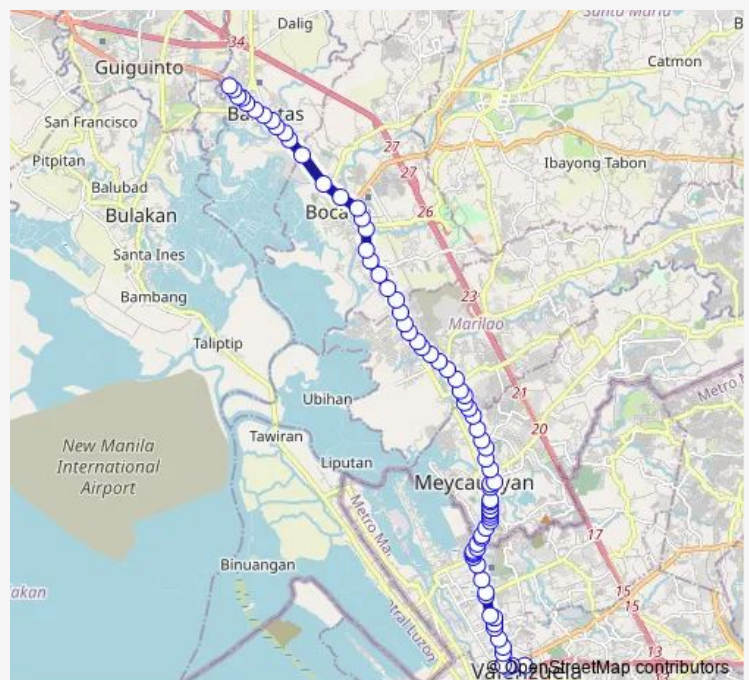 Santa Maria
Dalig
34
B
Guiguinto
Catmon
San Francisco
27
Pitpitan
27
Ibayong Tabon
Balubad
Bulakan
26
Santa Ines
Bambang
23
Marilao
Taliptip
21
Metro
Ubihan
20
New Manila
International
Airport
Tawiran
Liputan
17
Binuangan
15
15
13
© OpenStreetMap contributors